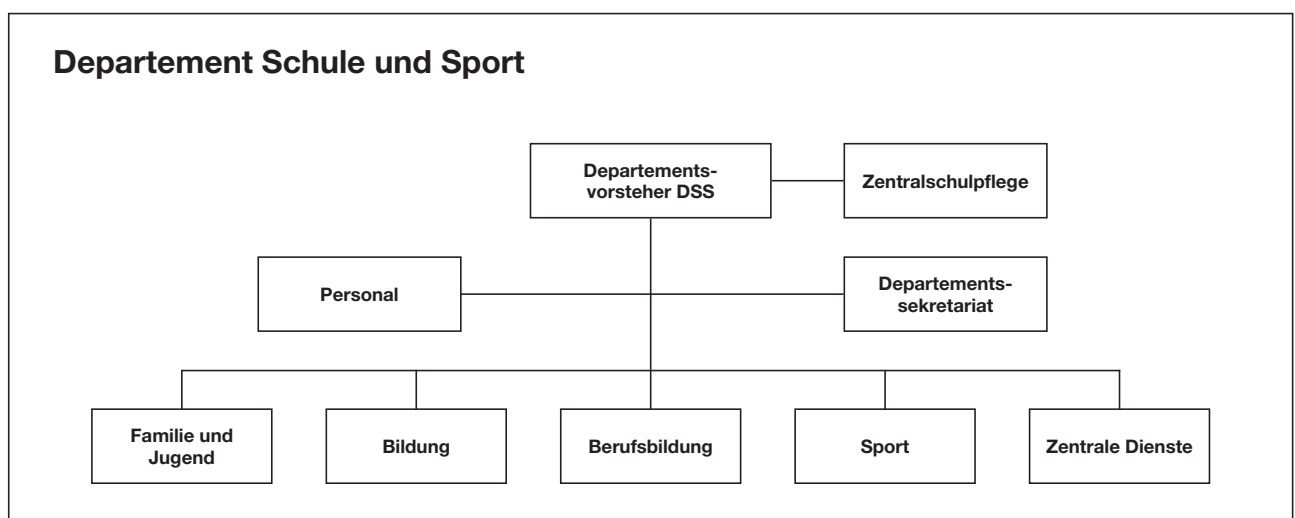 Departement Schule und Sport
Departements-
vorsteher DSS
Zentralschulpflege
Personal
Departements-
sekretariat
Familie und
Jugend
Bildung
Berufsbildung
Sport
Zentrale Dienste